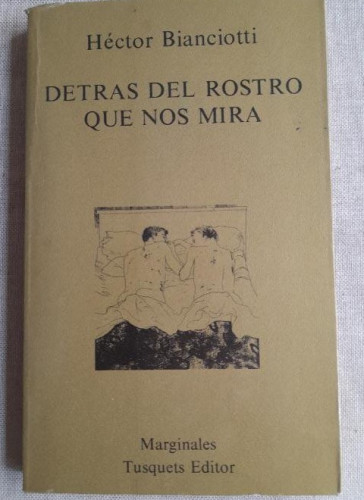 Héctor Bianciotti
DETRAS DEL ROSTRO
QUE NOS MIRA
Marginales
Tusquets Editor